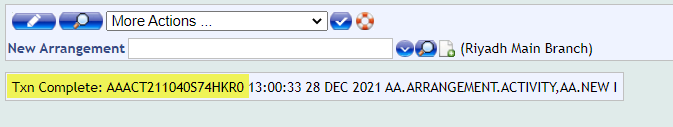 More Actions ...
New Arrangement (Riyadh Main Branch)
Txn Complete: AAACT211040S74HKR0 13:00:33 28 DEC 2021 AA.ARRANGEMENT.ACTIVITY,AA.NEW I